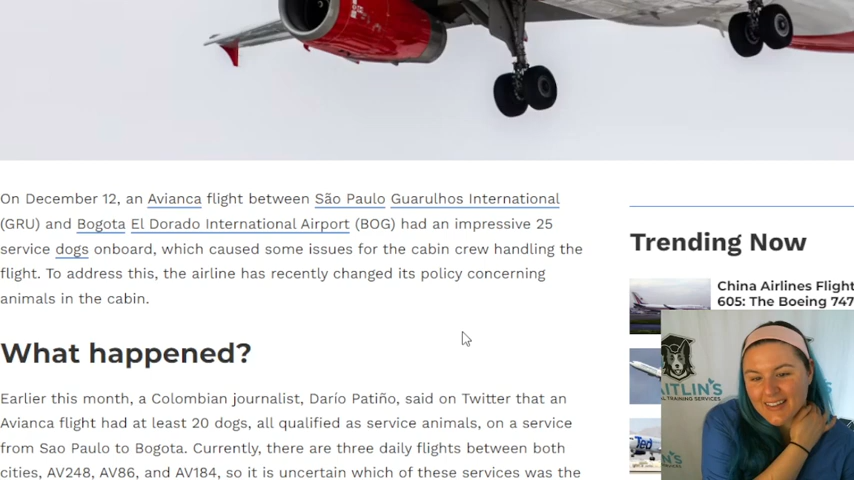 On December 12, an Avianca flight between São Paulo Guarulhos International
(GRU) and Bogota El Dorado International Airport (BOG) had an impressive 25
service dogs onboard, which caused some issues for the cabin crew handling the
flight. To address this, the airline has recently changed its policy concerning
animals in the cabin.
What happened?
Earlier this month, a Colombian journalist, Darío Patiño, said on Twitter that an
Avianca flight had at least 20 dogs, all qualified as service animals, on a service
from Sao Paulo to Bogota. Currently, there are three daily flights between both
cities, AV248, AV86, and AV184, so it is uncertain which of these services was the
Trending Now
China Airlines Flight
605: The Boeing 747
AITLIN'S
AL TRAINING SERVICES